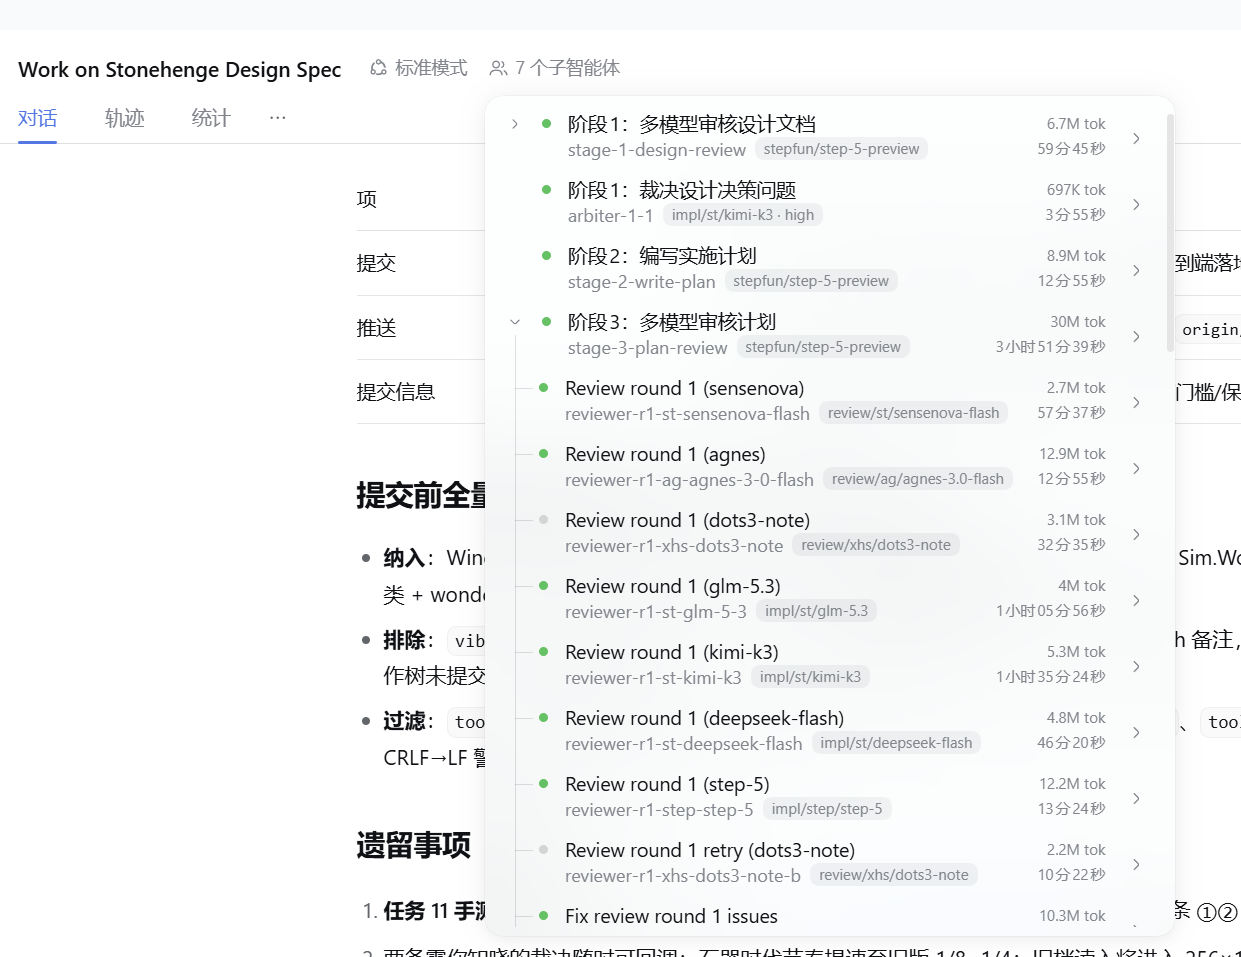 Work on Stonehenge Design Spec 标准模式 7 个子智能体
对话 轨迹 统计 ···
项
提交
到端落
推送
origin,
提交信息
门槛/保
提交前全量
纳入：
Sim.Wo
类 + wonde
排除： vib
h 备注，
作树未提交
过滤： too
、 tool
CRLF→LF 警
遗留事项
1. 任务 11 手测
条 ①②
阶段 1：多模型审核设计文档 6.7M tok
stage-1-design-review stepfun/step-5-preview 59分45秒
阶段 1：裁决设计决策问题 697K tok
arbiter-1-1 impl/st/kimi-k3 · high 3分55秒
阶段 2：编写实施计划 8.9M tok
stage-2-write-plan stepfun/step-5-preview 12分55秒
阶段 3：多模型审核计划 30M tok
stage-3-plan-review stepfun/step-5-preview 3小时51分39秒
Review round 1 (sensenova) 2.7M tok
reviewer-r1-st-sensenova-flash review/st/sensenova-flash 57分37秒
Review round 1 (agnes) 12.9M tok
reviewer-r1-ag-agnes-3-0-flash review/ag/agnes-3.0-flash 12分55秒
Review round 1 (dots3-note) 3.1M tok
reviewer-r1-xhs-dots3-note review/xhs/dots3-note 32分35秒
Review round 1 (glm-5.3) 4M tok
reviewer-r1-st-glm-5-3 impl/st/glm-5.3 1小时05分56秒
Review round 1 (kimi-k3) 5.3M tok
reviewer-r1-st-kimi-k3 impl/st/kimi-k3 1小时35分24秒
Review round 1 (deepseek-flash) 4.8M tok
reviewer-r1-st-deepseek-flash impl/st/deepseek-flash 46分20秒
Review round 1 (step-5) 12.2M tok
reviewer-r1-step-step-5 impl/step/step-5 13分24秒
Review round 1 retry (dots3-note) 2.2M tok
reviewer-r1-xhs-dots3-note-b review/xhs/dots3-note 10分22秒
Fix review round 1 issues 10.3M tok